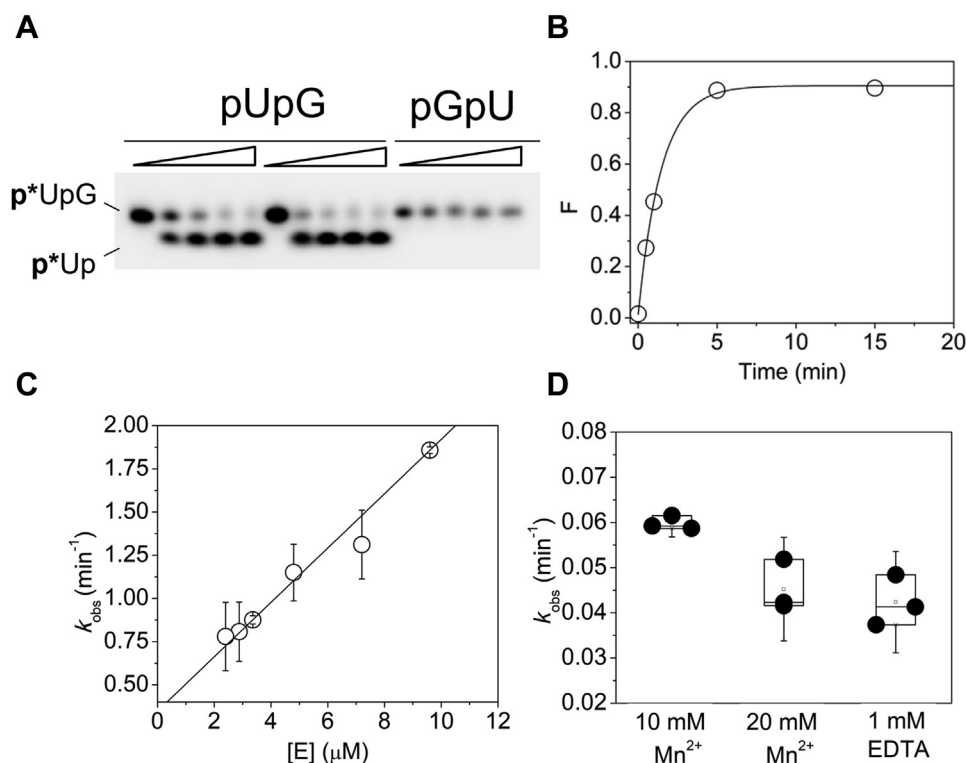 A
pUpG pGpU
p*UpG
p*Up
B
1.0
0.8
0.6
0.4
0.2
0.0
F
0 5 10 15 20
Time (min)
C
2.00
1.75
1.50
1.25
1.00
0.75
0.50
kobs (min⁻¹)
0 2 4 6 8 10 12
[E] (μM)
D
0.08
0.07
0.06
0.05
0.04
0.03
0.02
kobs (min⁻¹)
10 mM 20 mM 1 mM
Mn²⁺ Mn²⁺ EDTA